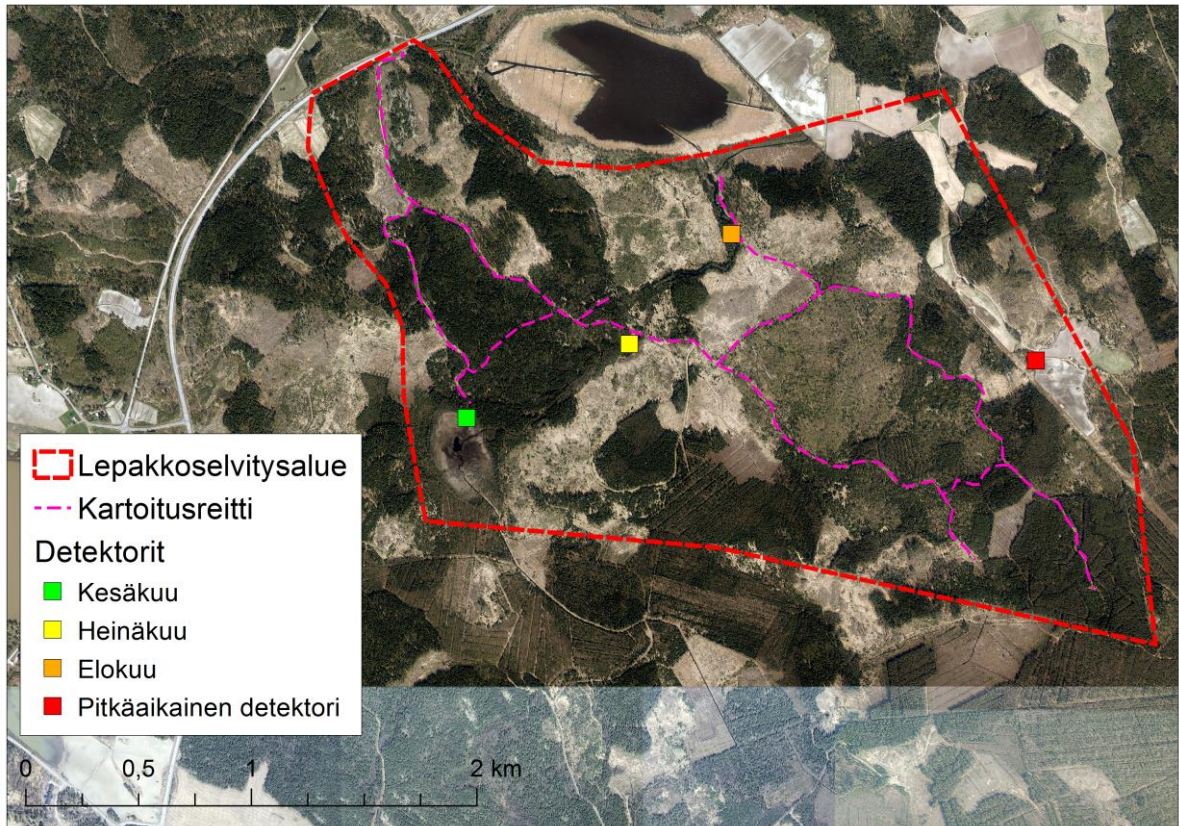 Lepakkoselvitysalue
Kartoitusreitti
Detektorit
Kesäkuu
Heinäkuu
Elokuu
Pitkäaikainen detektori
0 0,5 1 2 km